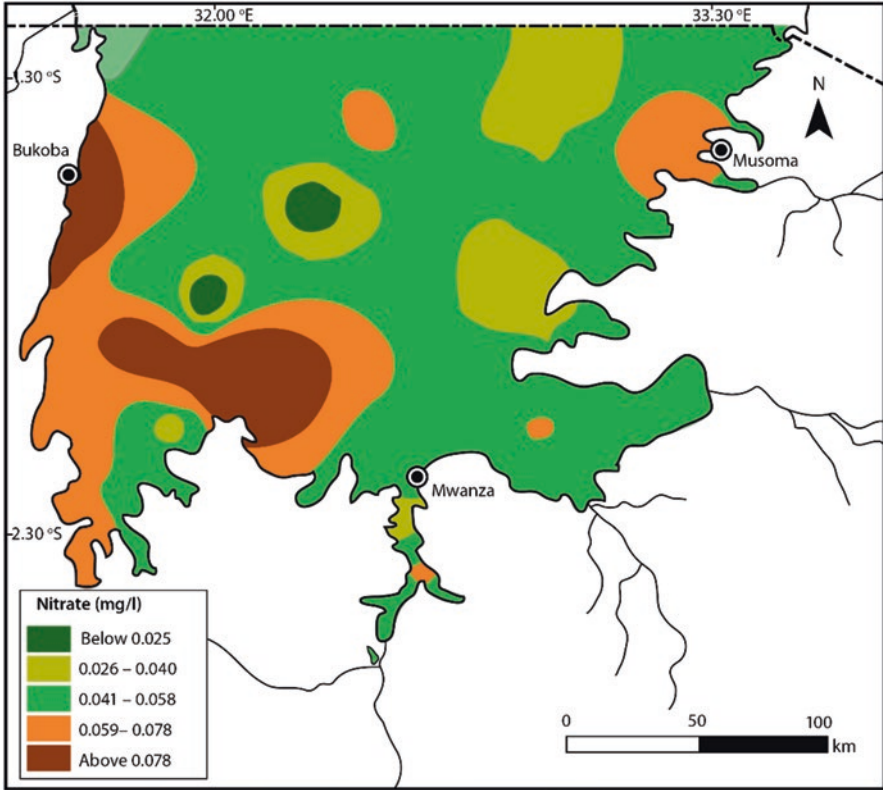 32.00 °E
33.30 °E
1.30 °S
N
Bukoba
Musoma
Mwanza
2.30 °S
Nitrate (mg/l)
Below 0.025
0.026 – 0.040
0.041 – 0.058
0.059– 0.078
Above 0.078
0
50
100
km